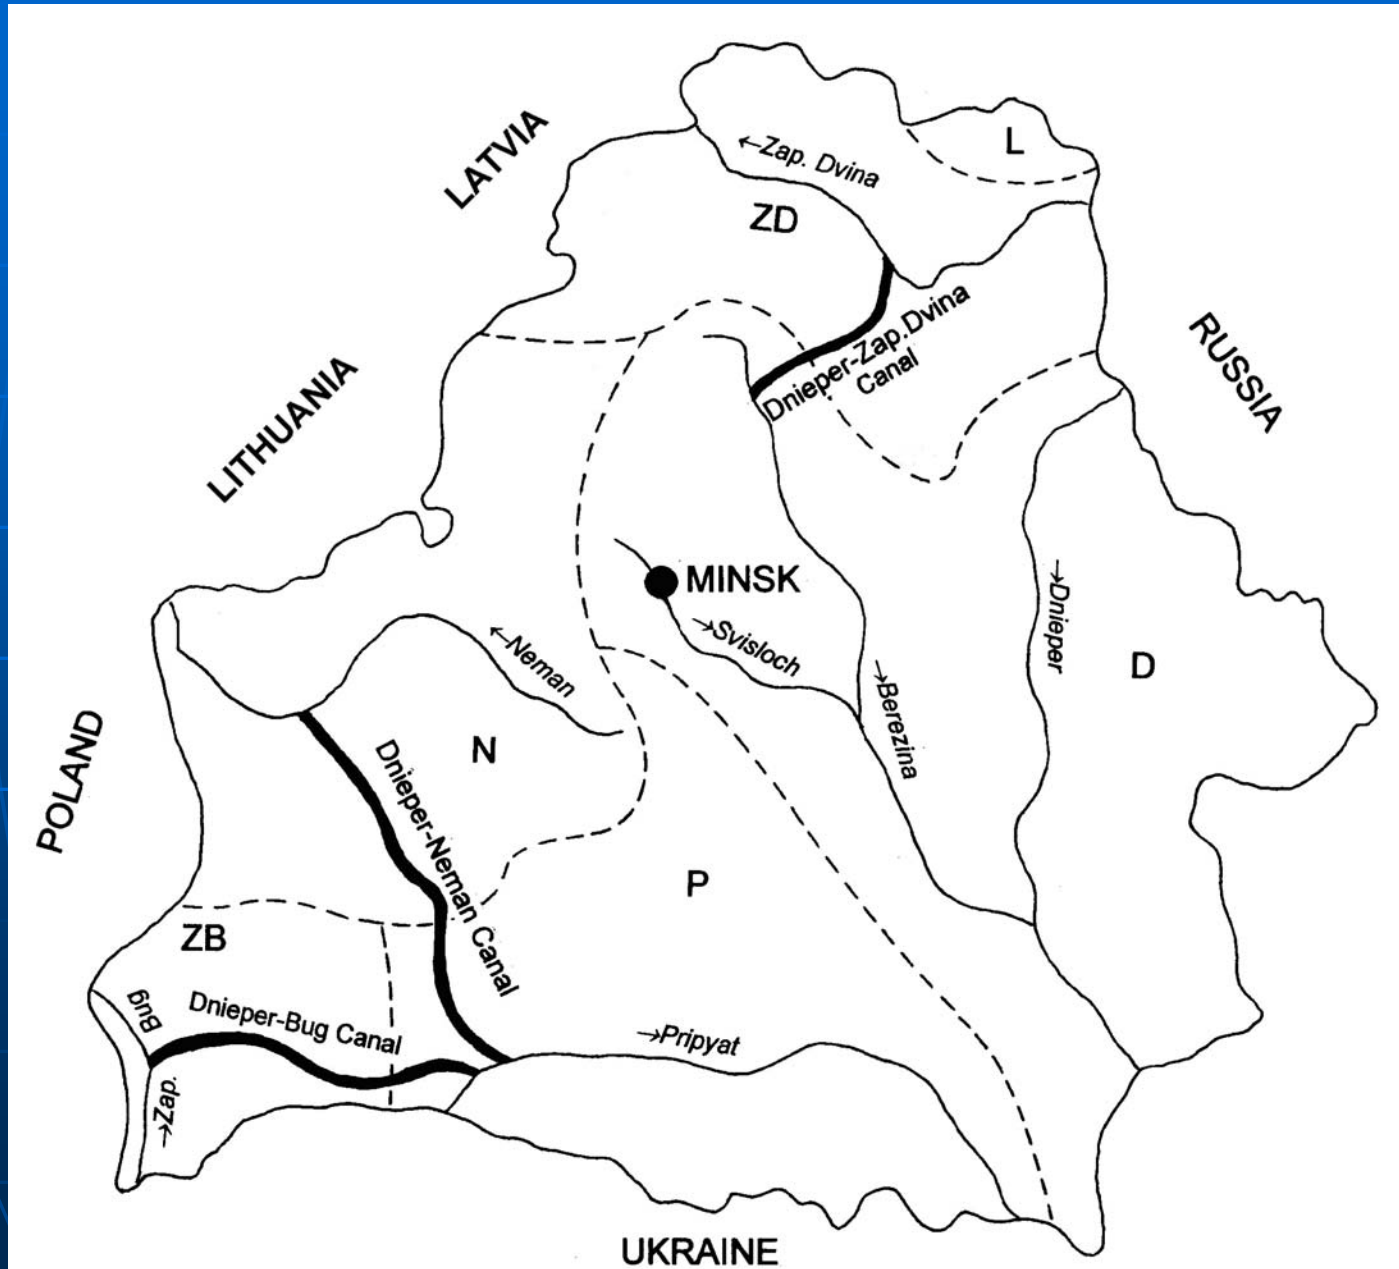 L
LATVIA
←Zap. Dvina
ZD
Dnieper-Zap.Dvina
Canal
RUSSIA
LITHUANIA
MINSK
→Svisloch
→Dnieper
D
←Neman
→Berezina
N
POLAND
Dnieper-Neman Canal
P
ZB
Bug
Dnieper-Bug Canal
→Pripyat
→Zap.
UKRAINE